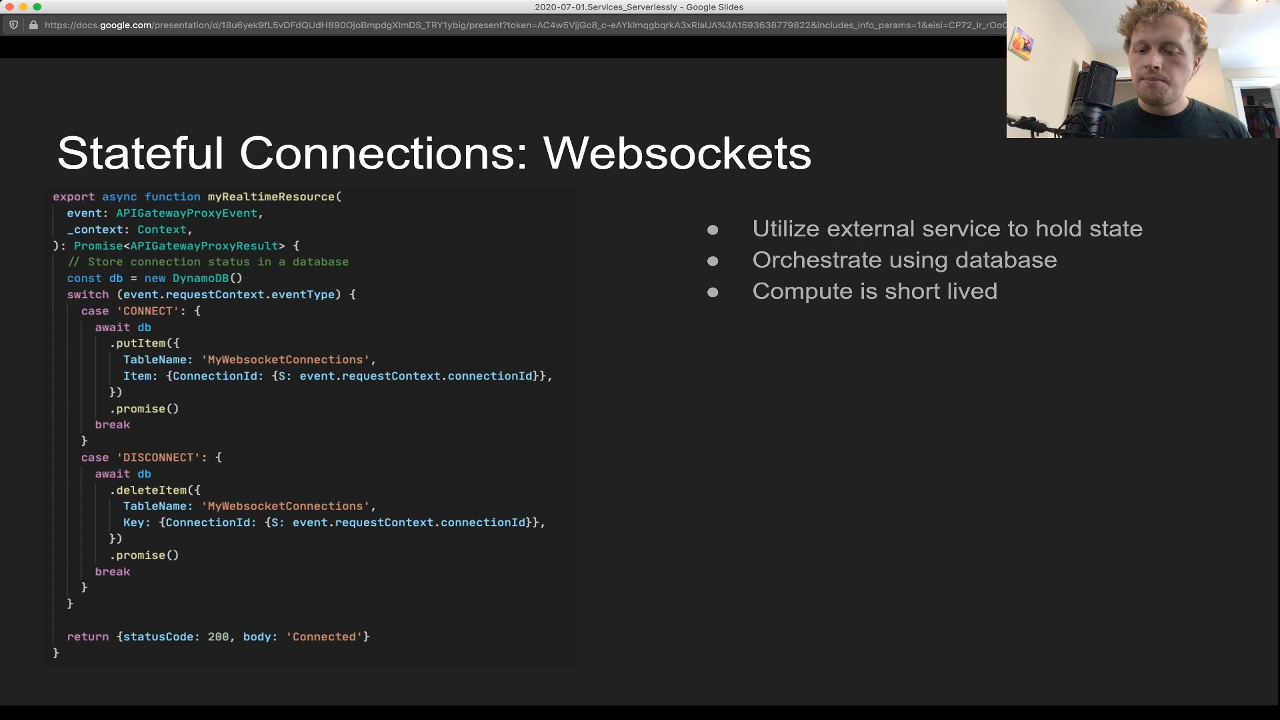 2020-07-01.Services_Serverlessly - Google Slides
Stateful Connections: Websockets
export async function myRealtimeResource(
event: APIGatewayProxyEvent,
_context: Context,
): Promise<APIGatewayProxyResult> {
// Store connection status in a database
const db = new DynamoDB()
switch (event.requestContext.eventType) {
case 'CONNECT': {
await db
.putItem({
TableName: 'MyWebsocketConnections',
Item: {ConnectionId: {S: event.requestContext.connectionId}},
})
.promise()
break
}
case 'DISCONNECT': {
await db
.deleteItem({
TableName: 'MyWebsocketConnections',
Key: {ConnectionId: {S: event.requestContext.connectionId}},
})
.promise()
break
}
}
return {statusCode: 200, body: 'Connected'}
}
● Utilize external service to hold state
● Orchestrate using database
● Compute is short lived